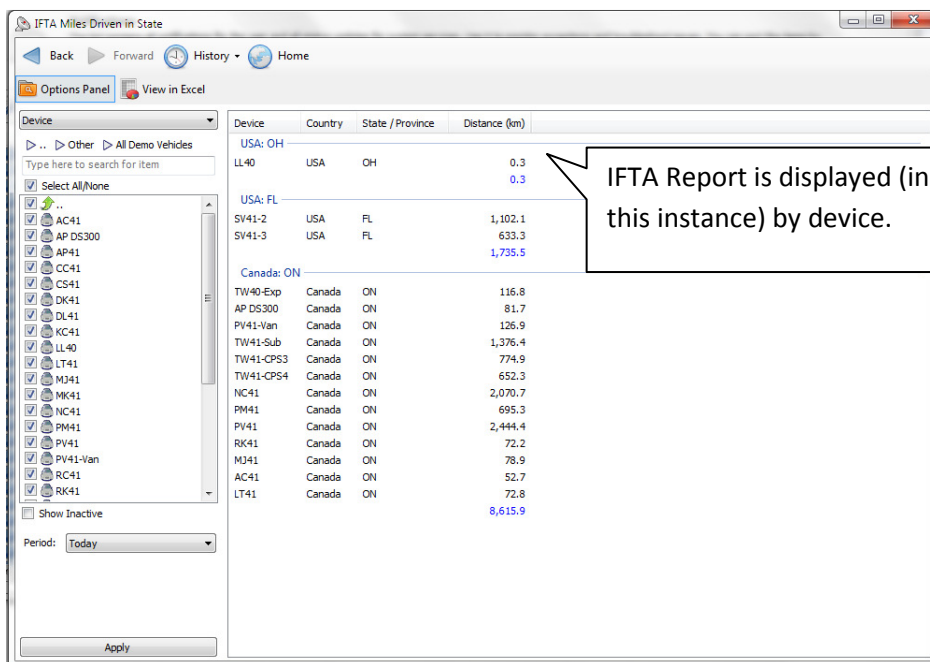 IFTA Miles Driven in State
Back Forward History Home
Options Panel View in Excel
Device
.. Other All Demo Vehicles
Type here to search for item
Select All/None
..
AC41
AP DS300
AP41
CC41
CS41
DK41
DL41
KC41
LL40
LT41
MJ41
MK41
NC41
PM41
PV41
PV41-Van
RC41
RK41
Show Inactive
Period: Today
Apply
Device Country State / Province Distance (km)
USA: OH
LL40 USA OH 0.3
0.3
USA: FL
SV41-2 USA FL 1,102.1
SV41-3 USA FL 633.3
1,735.5
Canada: ON
TW40-Exp Canada ON 116.8
AP DS300 Canada ON 81.7
PV41-Van Canada ON 126.9
TW41-Sub Canada ON 1,376.4
TW41-CPS3 Canada ON 774.9
TW41-CPS4 Canada ON 652.3
NC41 Canada ON 2,070.7
PM41 Canada ON 695.3
PV41 Canada ON 2,444.4
RK41 Canada ON 72.2
MJ41 Canada ON 78.9
AC41 Canada ON 52.7
LT41 Canada ON 72.8
8,615.9
IFTA Report is displayed (in
this instance) by device.